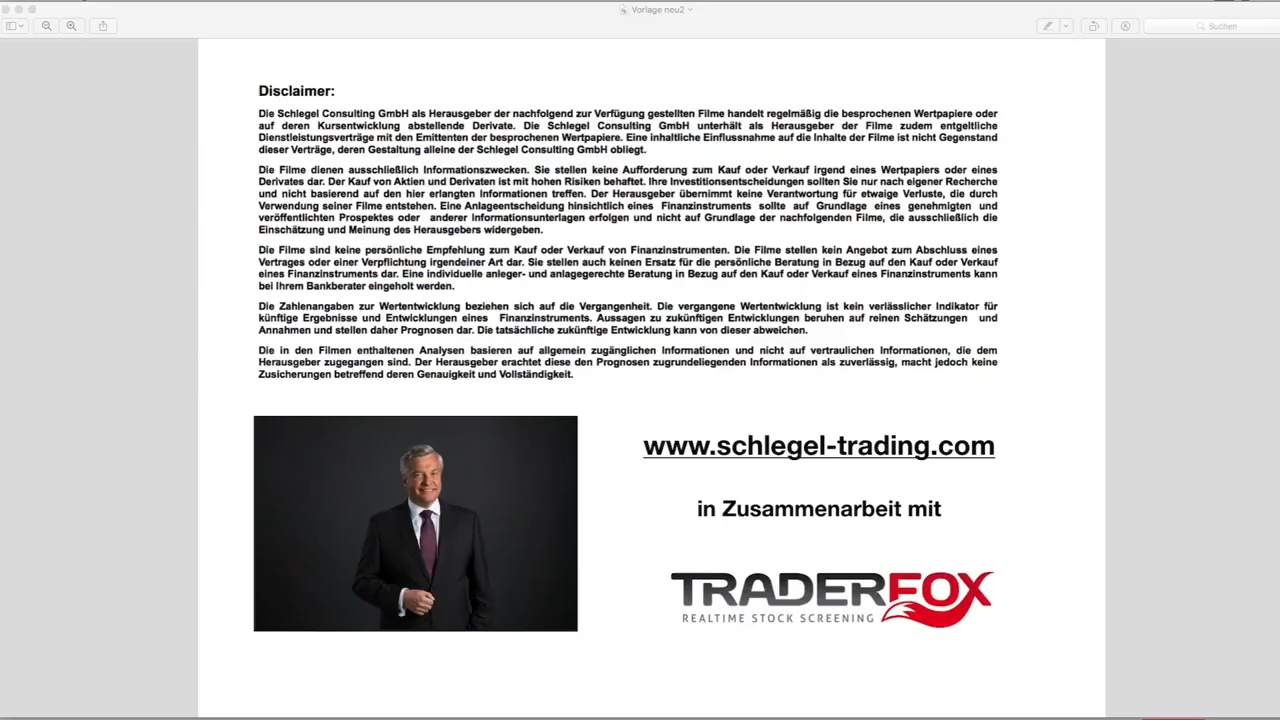 Vorlage neu2
Suchen
Disclaimer:
Die Schlegel Consulting GmbH als Herausgeber der nachfolgend zur Verfügung gestellten Filme handelt regelmäßig die besprochenen Wertpapiere oder
auf deren Kursentwicklung abstellende Derivate. Die Schlegel Consulting GmbH unterhält als Herausgeber der Filme zudem entgeltliche
Dienstleistungsverträge mit den Emittenten der besprochenen Wertpapiere. Eine inhaltliche Einflussnahme auf die Inhalte der Filme ist nicht Gegenstand
dieser Verträge, deren Gestaltung alleine der Schlegel Consulting GmbH obliegt.
Die Filme dienen ausschließlich Informationszwecken. Sie stellen keine Aufforderung zum Kauf oder Verkauf irgend eines Wertpapiers oder eines
Derivates dar. Der Kauf von Aktien und Derivaten ist mit hohen Risiken behaftet. Ihre Investitionsentscheidungen sollten Sie nur nach eigener Recherche
und nicht basierend auf den hier erlangten Informationen treffen. Der Herausgeber übernimmt keine Verantwortung für etwaige Verluste, die durch
Verwendung seiner Filme entstehen. Eine Anlageentscheidung hinsichtlich eines Finanzinstruments sollte auf Grundlage eines genehmigten und
veröffentlichten Prospektes oder anderer Informationsunterlagen erfolgen und nicht auf Grundlage der nachfolgenden Filme, die ausschließlich die
Einschätzung und Meinung des Herausgebers widergeben.
Die Filme sind keine persönliche Empfehlung zum Kauf oder Verkauf von Finanzinstrumenten. Die Filme stellen kein Angebot zum Abschluss eines
Vertrages oder einer Verpflichtung irgendeiner Art dar. Sie stellen auch keinen Ersatz für die persönliche Beratung in Bezug auf den Kauf oder Verkauf
eines Finanzinstruments dar. Eine individuelle anleger- und anlagegerechte Beratung in Bezug auf den Kauf oder Verkauf eines Finanzinstruments kann
bei Ihrem Bankberater eingeholt werden.
Die Zahlenangaben zur Wertentwicklung beziehen sich auf die Vergangenheit. Die vergangene Wertentwicklung ist kein verlässlicher Indikator für
künftige Ergebnisse und Entwicklungen eines Finanzinstruments. Aussagen zu zukünftigen Entwicklungen beruhen auf reinen Schätzungen und
Annahmen und stellen daher Prognosen dar. Die tatsächliche zukünftige Entwicklung kann von dieser abweichen.
Die in den Filmen enthaltenen Analysen basieren auf allgemein zugänglichen Informationen und nicht auf vertraulichen Informationen, die dem
Herausgeber zugegangen sind. Der Herausgeber erachtet diese den Prognosen zugrundeliegenden Informationen als zuverlässig, macht jedoch keine
Zusicherungen betreffend deren Genauigkeit und Vollständigkeit.
www.schlegel-trading.com
in Zusammenarbeit mit
TRADERFOX
REALTIME STOCK SCREENING